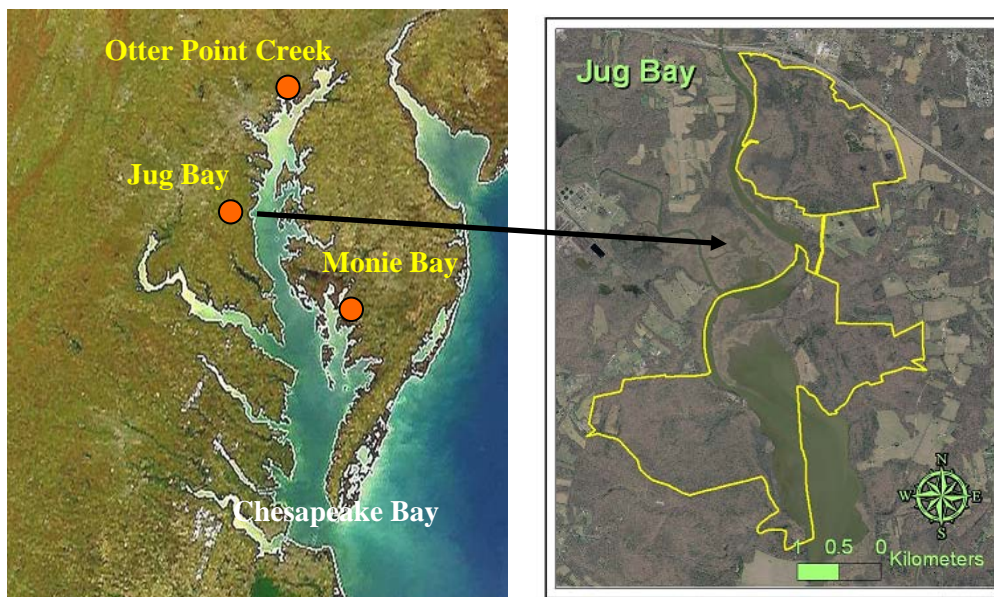 Otter Point Creek
Jug Bay
Monie Bay
Chesapeake Bay
Jug Bay
N
W E
S
1 0.5 0
Kilometers